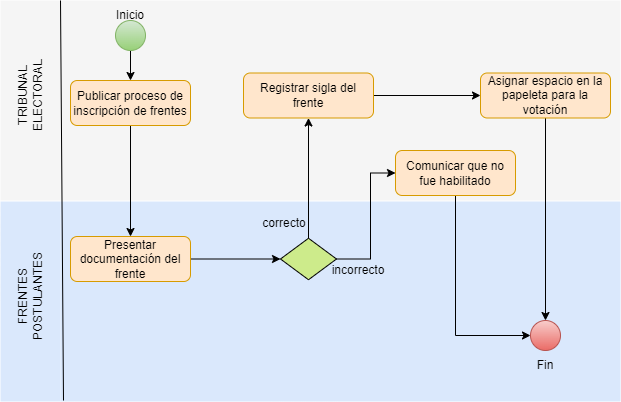 Inicio
TRIBUNAL
ELECTORAL
Publicar proceso de
inscripción de frentes
Registrar sigla del
frente
Asignar espacio en la
papeleta para la
votación
Comunicar que no
fue habilitado
FRENTES
POSTULANTES
Presentar
documentación del
frente
correcto
incorrecto
Fin